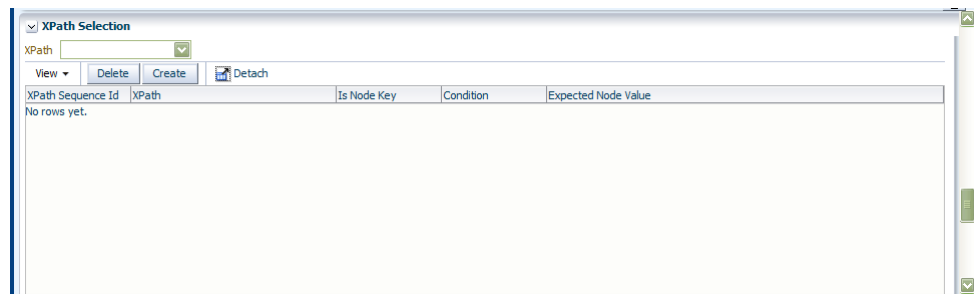 XPath Selection
XPath
View Delete Create Detach
XPath Sequence Id XPath Is Node Key Condition Expected Node Value
No rows yet.